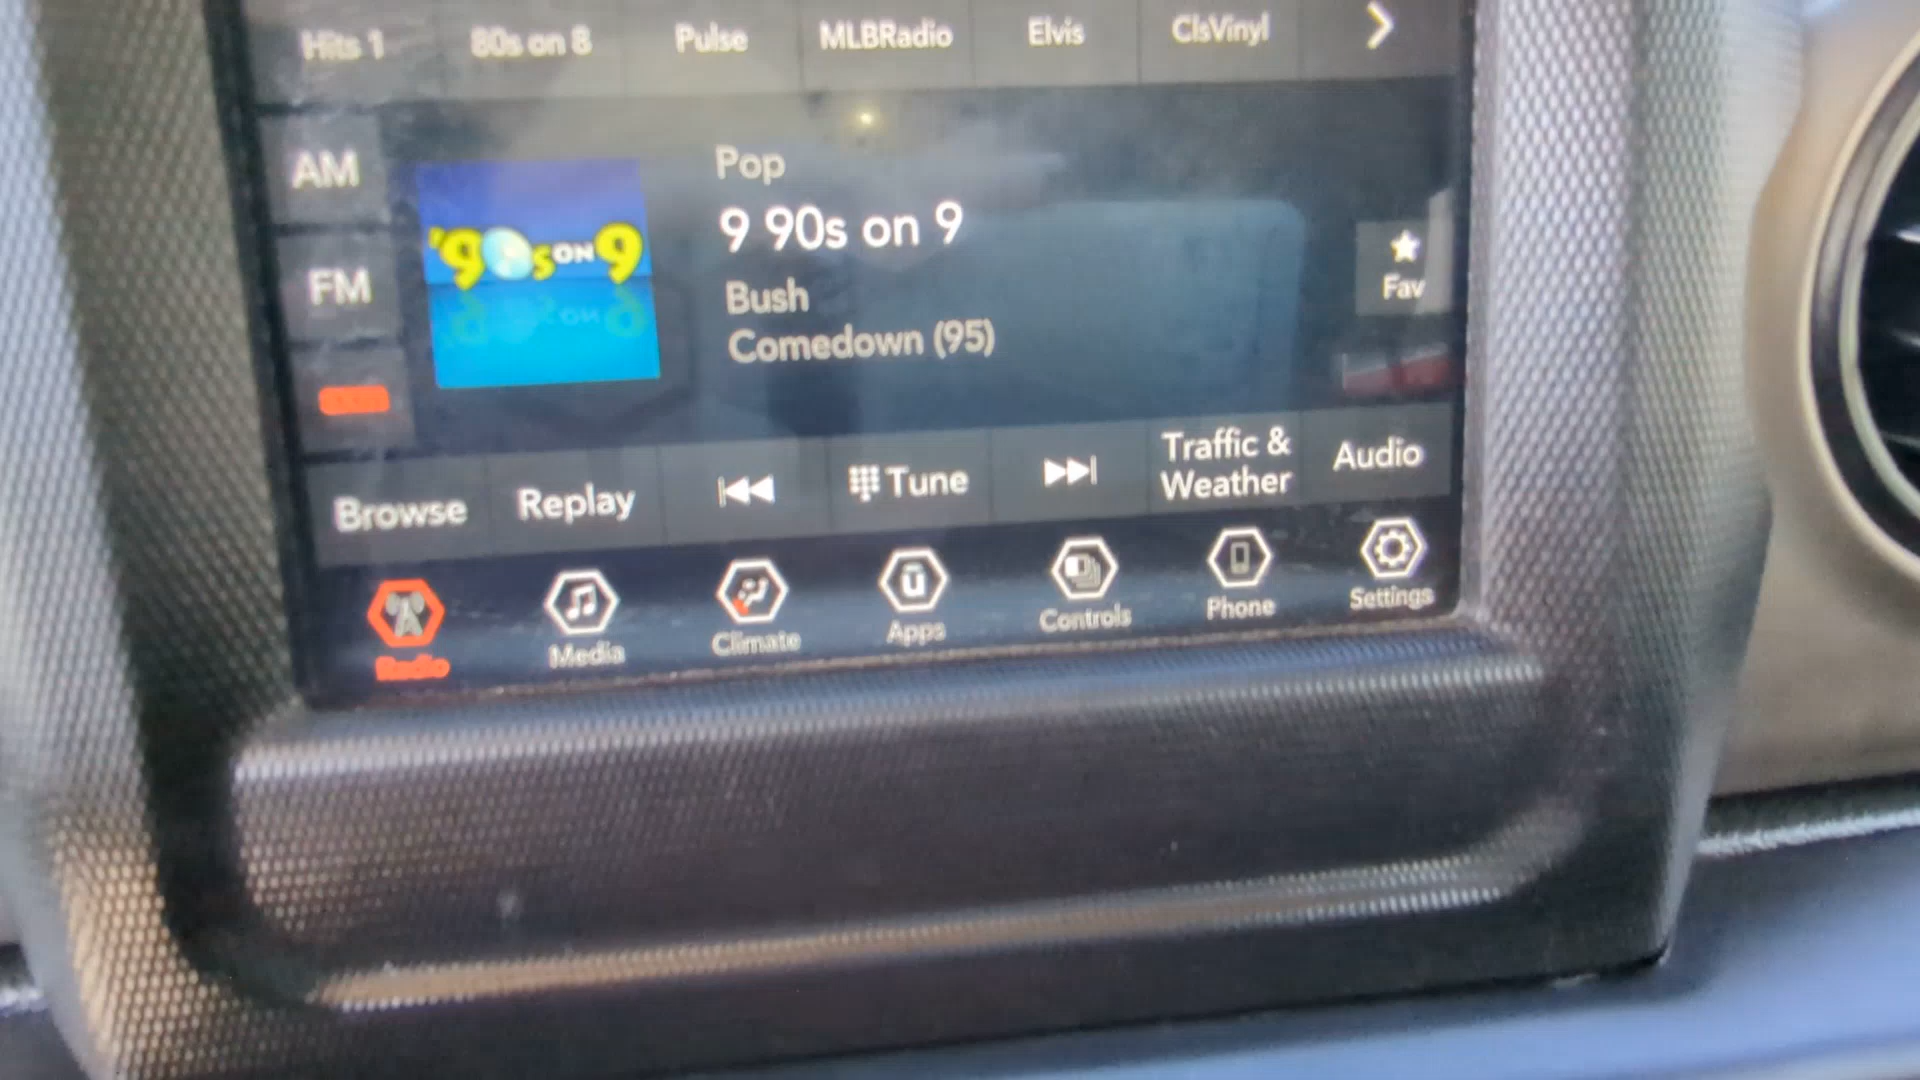 Hits 1 80s on 8 Pulse MLBRadio Elvis ClsVinyl
AM
FM
'90s ON 9
Pop
9 90s on 9
Bush
Comedown (95)
Fav
Browse Replay Tune Traffic & Weather Audio
Radio Media Climate Apps Controls Phone Settings